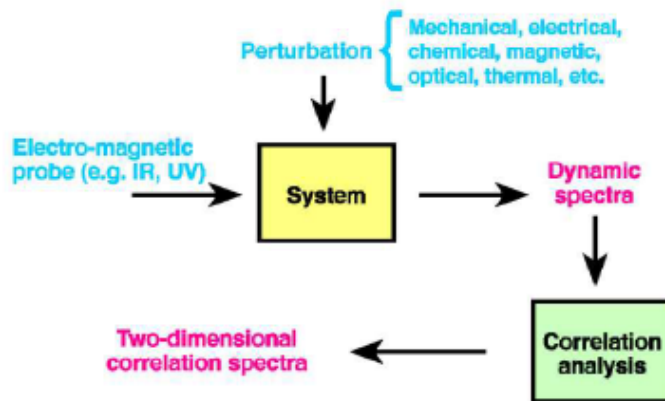 Mechanical, electrical,
Perturbation chemical, magnetic,
optical, thermal, etc.
Electro-magnetic
probe (e.g. IR, UV)
System
Dynamic
spectra
Two-dimensional
correlation spectra
Correlation
analysis